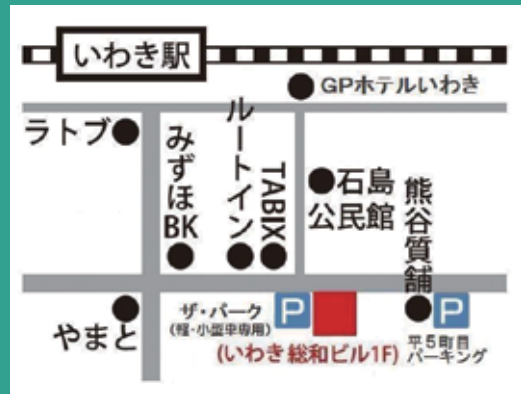 いわき駅
GPホテルいわき
ラトブ
みずほ
BK
ルートイン
TABIX
石島
公民館
熊谷質舗
やまと
ザ・パーク
(軽・小型車専用)
P
(いわき総和ビル1F)
P
平5町目
パーキング